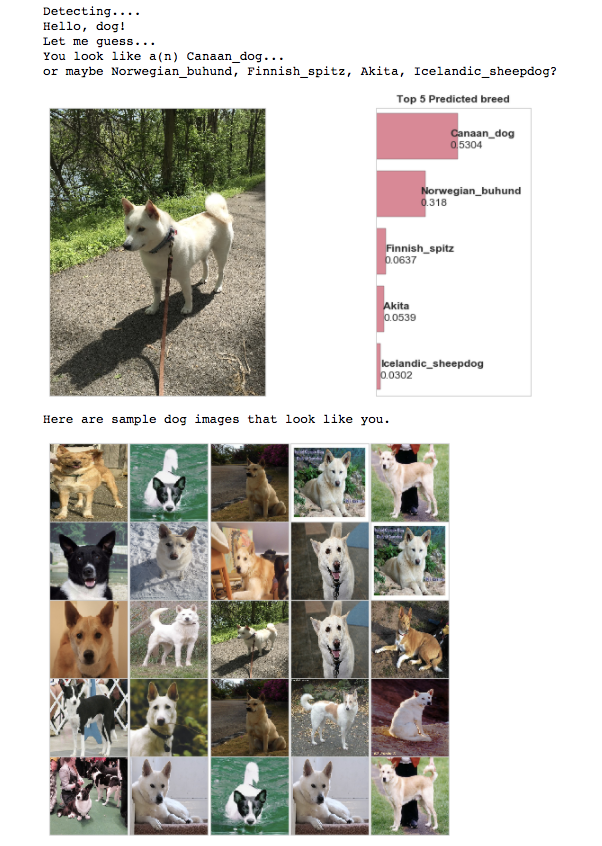 Detecting....
Hello, dog!
Let me guess...
You look like a(n) Canaan_dog...
or maybe Norwegian_buhund, Finnish_spitz, Akita, Icelandic_sheepdog?
Top 5 Predicted breed
Canaan_dog
0.5304
Norwegian_buhund
0.318
Finnish_spitz
0.0637
Akita
0.0539
Icelandic_sheepdog
0.0302
Here are sample dog images that look like you.